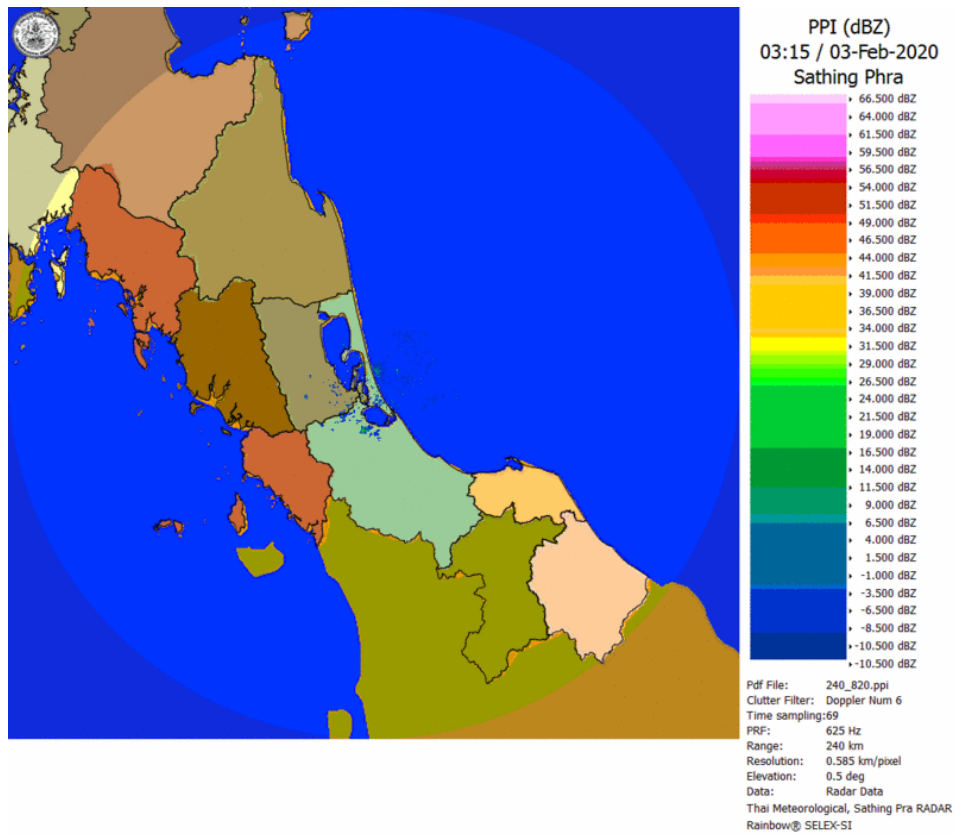 PPI (dBZ)
03:15 / 03-Feb-2020
Sathing Phra
66.500 dBZ
64.000 dBZ
61.500 dBZ
59.500 dBZ
56.500 dBZ
54.000 dBZ
51.500 dBZ
49.000 dBZ
46.500 dBZ
44.000 dBZ
41.500 dBZ
39.000 dBZ
36.500 dBZ
34.000 dBZ
31.500 dBZ
29.000 dBZ
26.500 dBZ
24.000 dBZ
21.500 dBZ
19.000 dBZ
16.500 dBZ
14.000 dBZ
11.500 dBZ
9.000 dBZ
6.500 dBZ
4.000 dBZ
1.500 dBZ
-1.000 dBZ
-3.500 dBZ
-6.500 dBZ
-8.500 dBZ
-10.500 dBZ
-10.500 dBZ
Pdf File: 240_820.ppi
Clutter Filter: Doppler Num 6
Time sampling:69
PRF: 625 Hz
Range: 240 km
Resolution: 0.585 km/pixel
Elevation: 0.5 deg
Data: Radar Data
Thai Meteorological, Sathing Pra RADAR
Rainbow® SELEX-SI